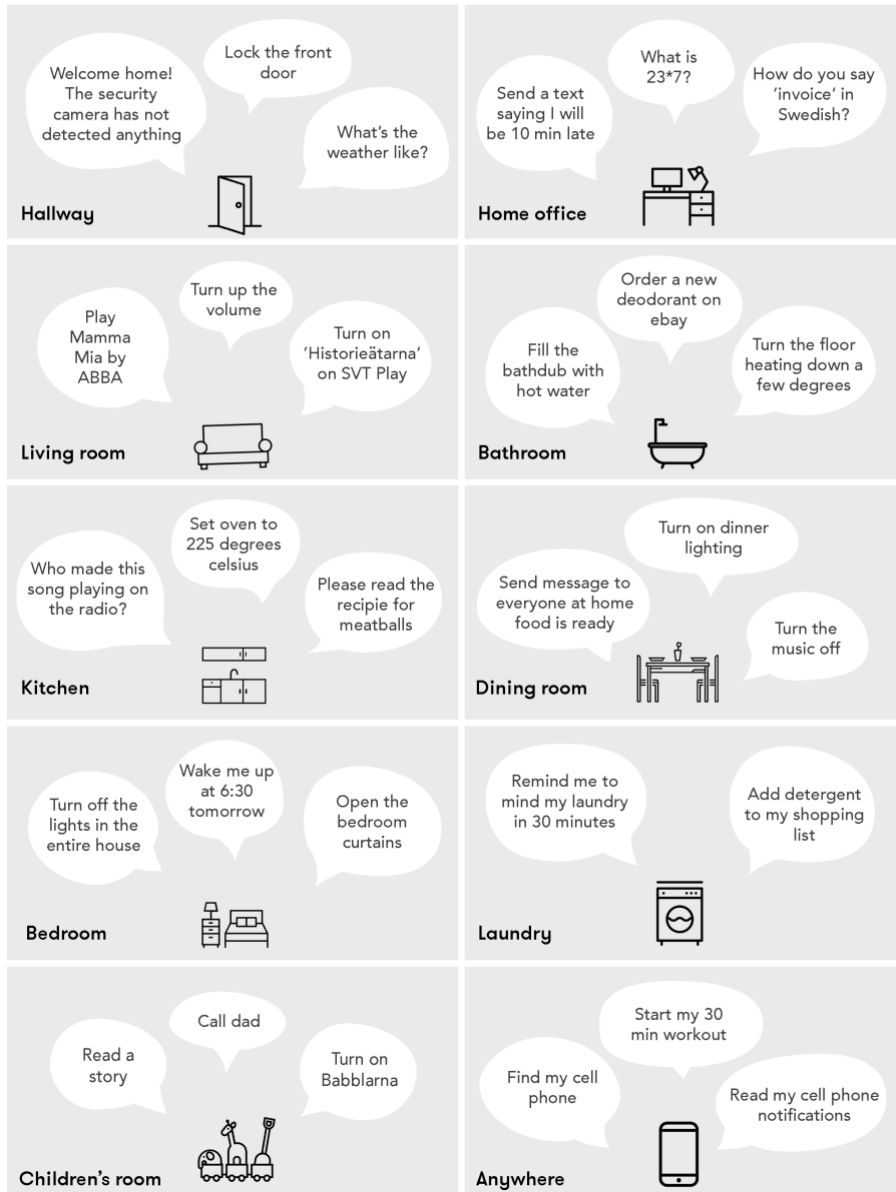 Welcome home!
The security
camera has not
detected anything
Lock the front
door
What's the
weather like?
Hallway
Send a text
saying I will
be 10 min late
What is
23*7?
How do you say
'invoice' in
Swedish?
Home office
Play
Mamma
Mia by
ABBA
Turn up the
volume
Turn on
'Historieätarna'
on SVT Play
Living room
Fill the
bathdub with
hot water
Order a new
deodorant on
ebay
Turn the floor
heating down a
few degrees
Bathroom
Who made this
song playing on
the radio?
Set oven to
225 degrees
celsius
Please read the
recipie for
meatballs
Kitchen
Send message to
everyone at home
food is ready
Turn on dinner
lighting
Turn the
music off
Dining room
Turn off the
lights in the
entire house
Wake me up
at 6:30
tomorrow
Open the
bedroom
curtains
Bedroom
Remind me to
mind my laundry
in 30 minutes
Add detergent
to my shopping
list
Laundry
Read a
story
Call dad
Turn on
Babblarna
Children's room
Find my cell
phone
Start my 30
min workout
Read my cell phone
notifications
Anywhere